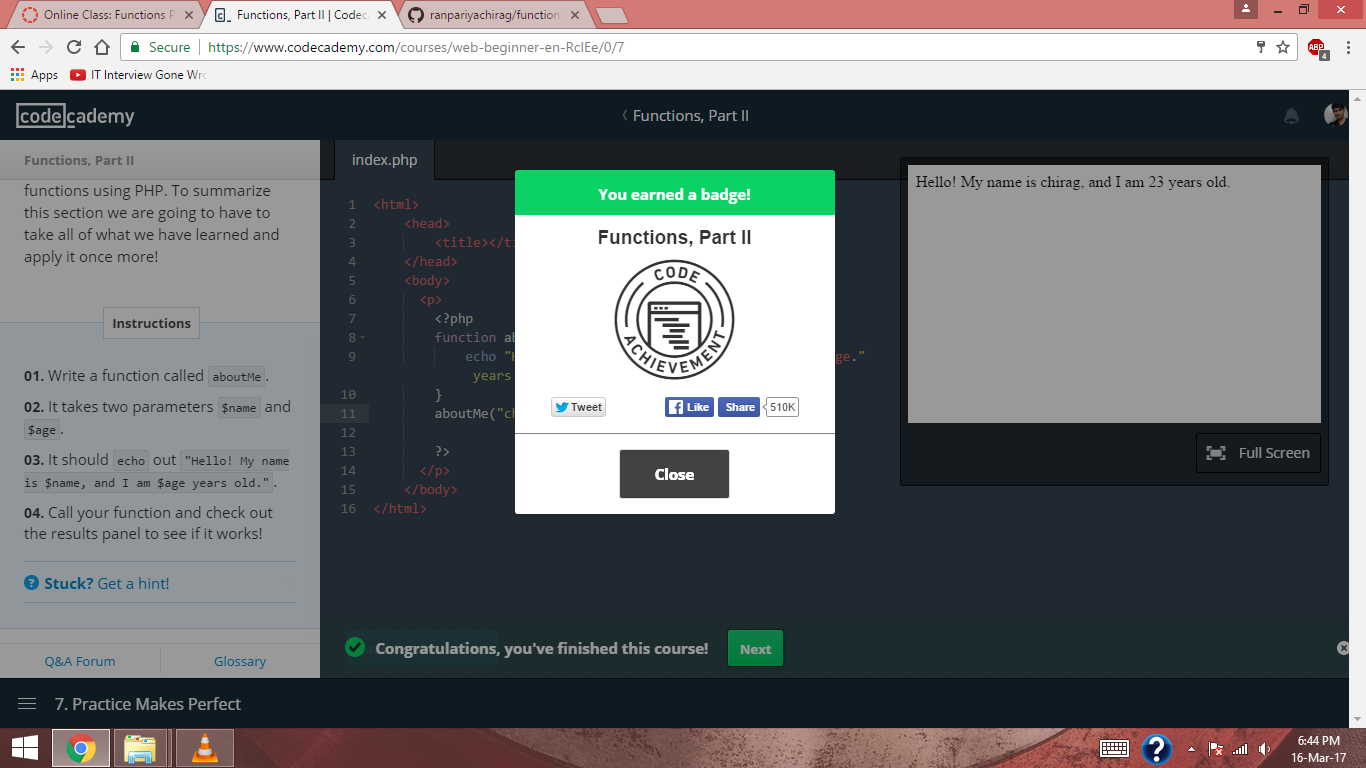 Online Class: Functions P
Functions, Part II | Codec
ranpariyachirag/function
Secure
https://www.codecademy.com/courses/web-beginner-en-RclEe/0/7
ABP
4
Apps
IT Interview Gone Wro
codecademy
Functions, Part II
Functions, Part II
functions using PHP. To summarize
this section we are going to have to
take all of what we have learned and
apply it once more!
Instructions
01. Write a function called aboutMe.
02. It takes two parameters $name and
$age.
03. It should echo out "Hello! My name
is $name, and I am $age years old.".
04. Call your function and check out
the results panel to see if it works!
? Stuck? Get a hint!
Q&A Forum
Glossary
index.php
1 <html>
2 <head>
3 <title></ti
4 </head>
5 <body>
6 <p>
7 <?php
8 function ab
9 echo "H
ge."
years
10 }
11 aboutMe("ch
12
13 ?>
14 </p>
15 </body>
16 </html>
You earned a badge!
Functions, Part II
CODE
ACHIEVEMENT
Tweet
Like
Share
510K
Close
Hello! My name is chirag, and I am 23 years old.
Full Screen
Congratulations, you've finished this course!
Next
7. Practice Makes Perfect
6:44 PM
16-Mar-17